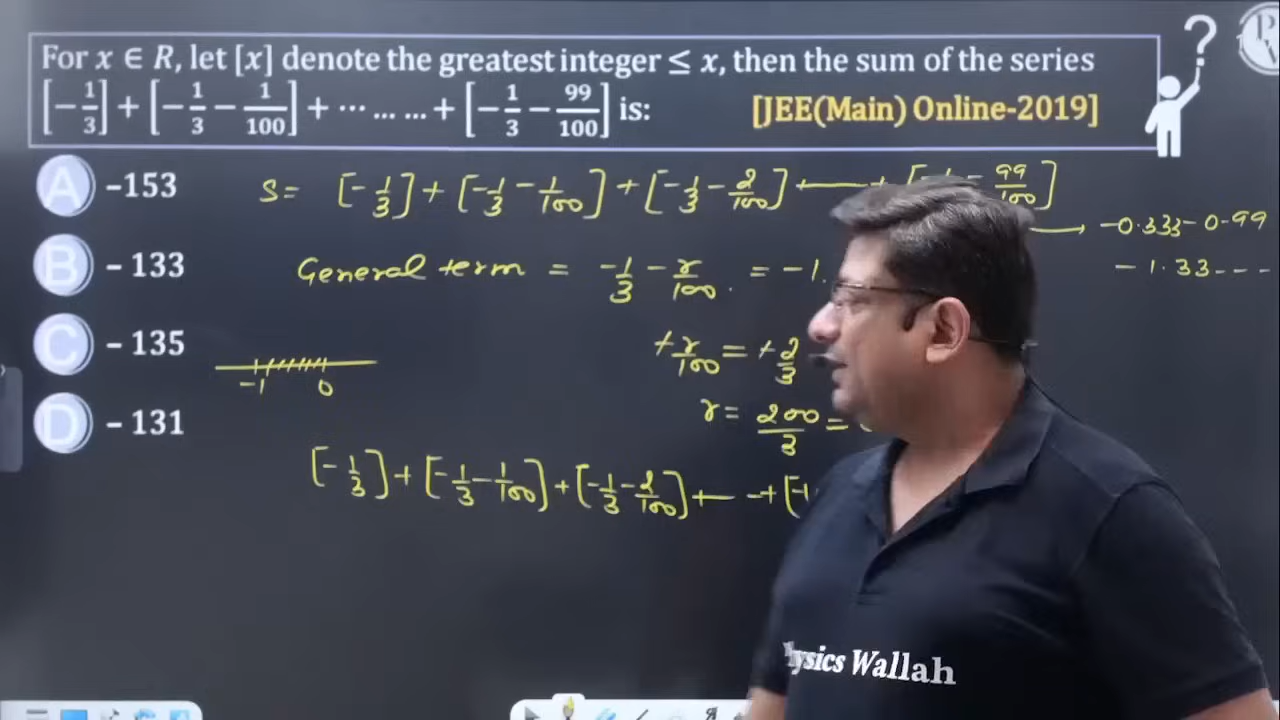 For x ∈ R, let [x] denote the greatest integer ≤ x, then the sum of the series
[-1/3] + [-1/3 - 1/100] + ⋯ … … + [-1/3 - 99/100] is: [JEE(Main) Online-2019]
A -153
B - 133
C - 135
D - 131
S = [-1/3] + [-1/3 - 1/100] + [-1/3 - 2/100] + — + [ - 99/100]
→ -0.333-0.99
General term = -1/3 - r/100 . = -1.
-1.33---
+r/100 = +2/3
-1 0
r = 200/3 =
[-1/3] + [-1/3 - 1/100] + [-1/3 - 2/100] + — - + [-1
Physics Wallah